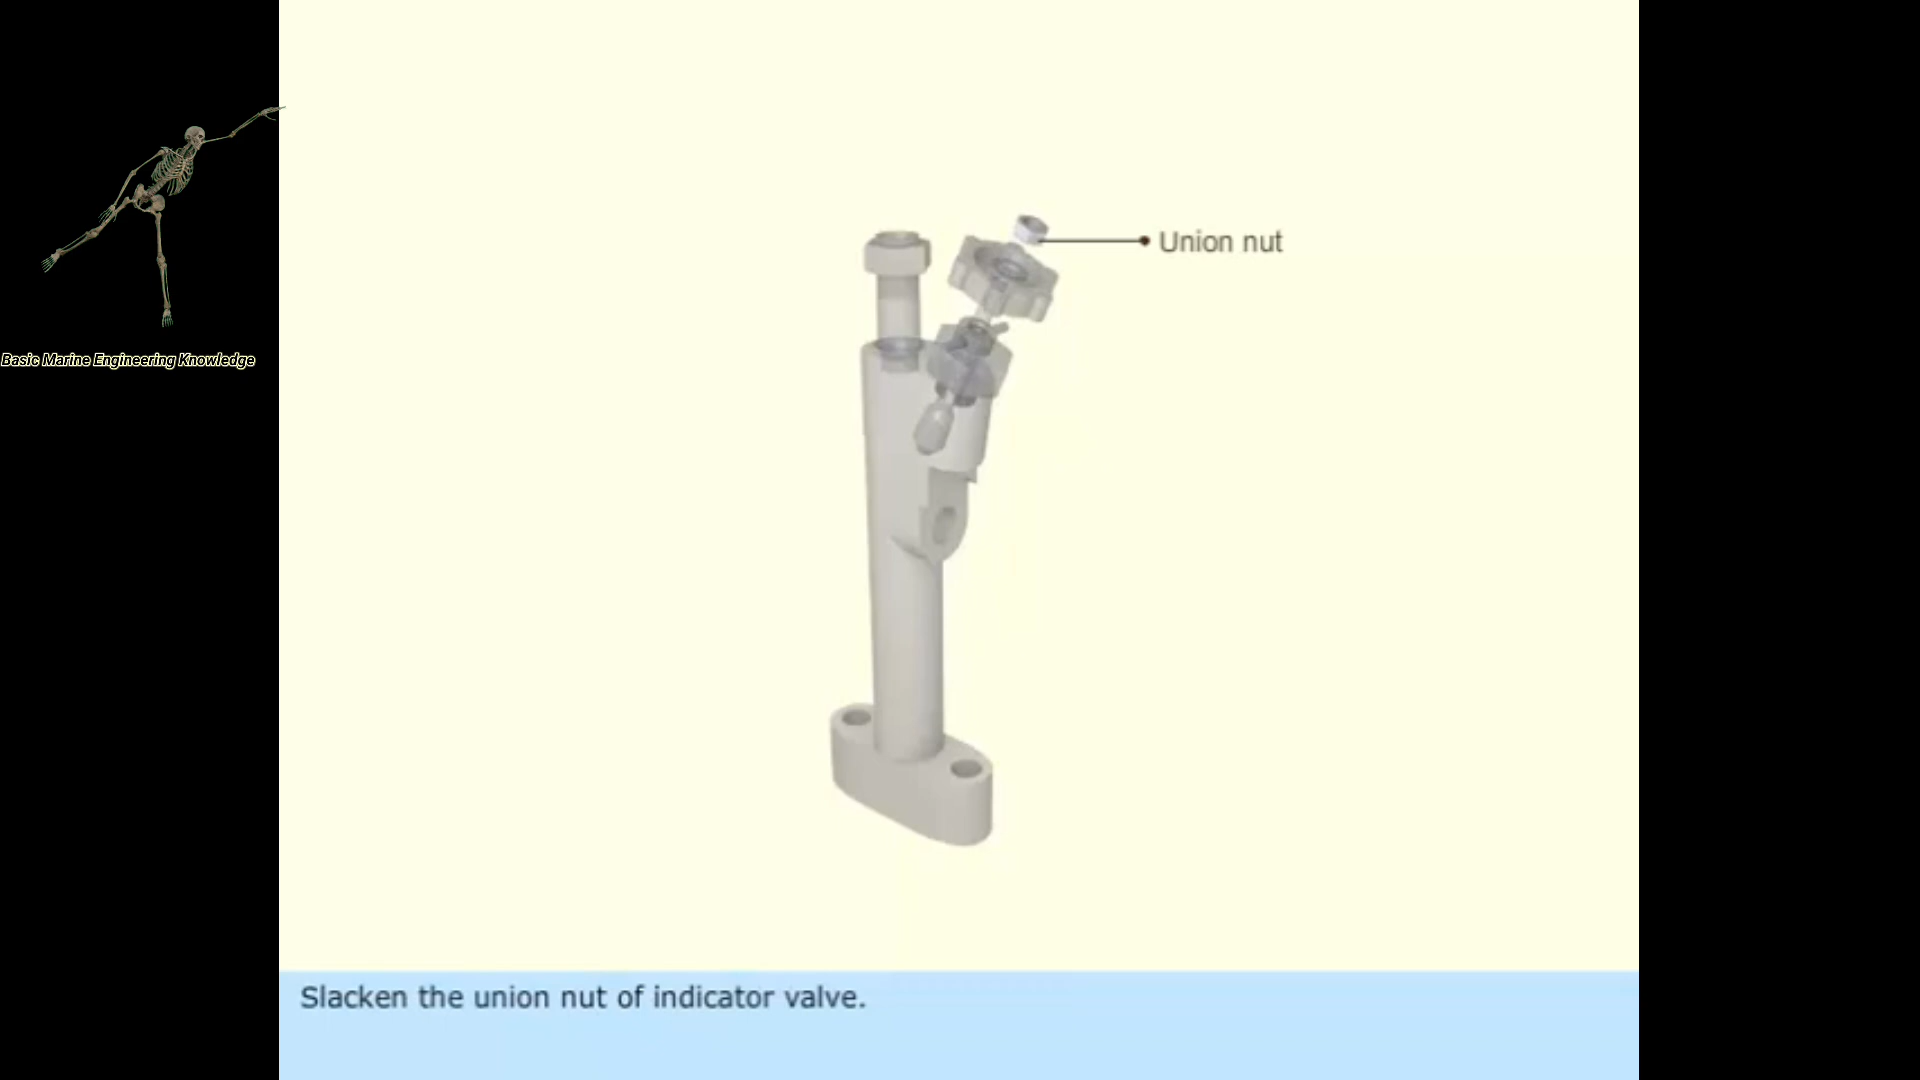 Union nut
Basic Marine Engineering Knowledge
Slacken the union nut of indicator valve.